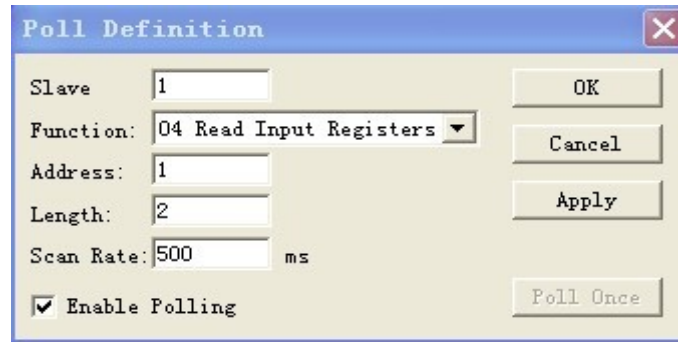 Poll Definition
Slave 1
OK
Function: 04 Read Input Registers
Cancel
Address: 1
Apply
Length: 2
Scan Rate: 500 ms
Enable Polling
Poll Once